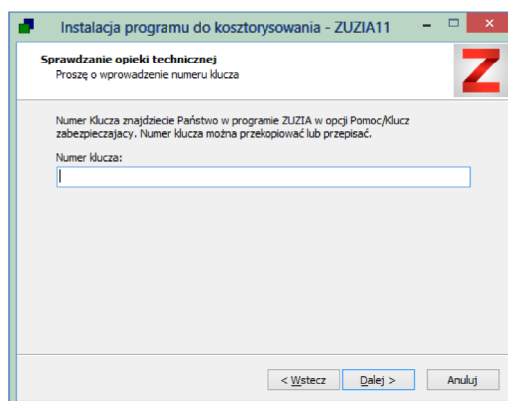 Instalacja programu do kosztorysowania - ZUZIA11
Sprawdzanie opieki technicznej
Proszę o wprowadzenie numeru klucza
Z
Numer Klucza znajdziecie Państwo w programie ZUZIA w opcji Pomoc/Klucz
zabezpieczajacy. Numer klucza można przekopiować lub przepisać.
Numer klucza:
< Wstecz Dalej > Anuluj